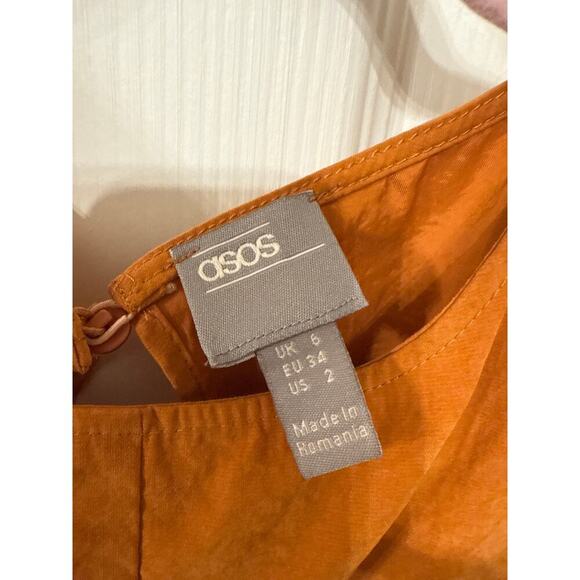 asos
UK 6
EU 34
US 2
Made In
Romania